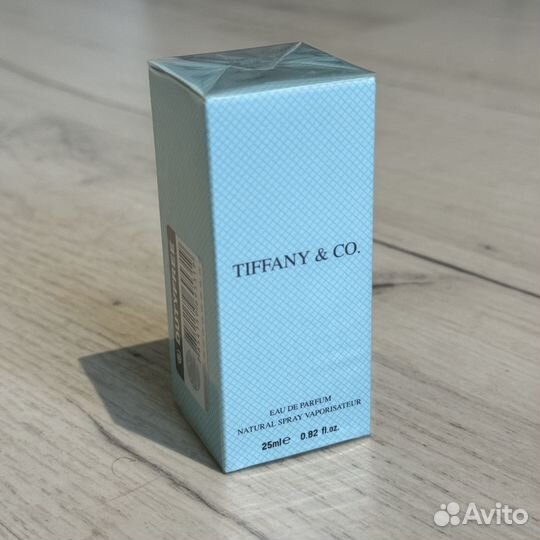 TIFFANY & CO.
EAU DE PARFUM
NATURAL SPRAY VAPORISATEUR
25ml℮ 0.82 fl.oz.
Avito